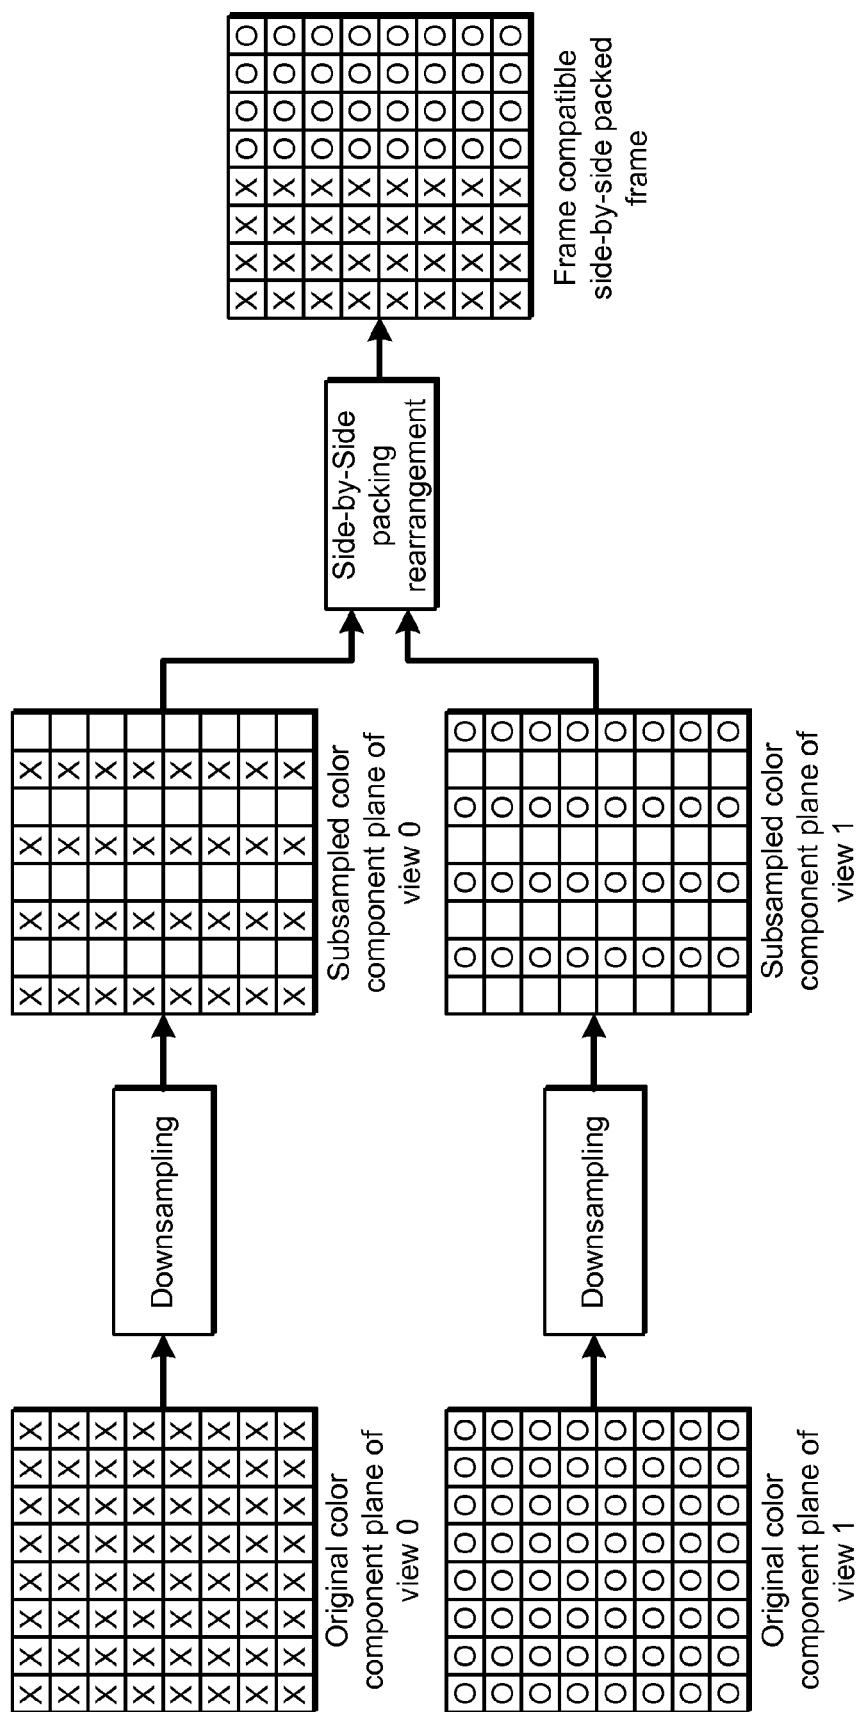 Original color
component plane of
view 0
Downsampling
Subsampled color
component plane of
view 0
Original color
component plane of
view 1
Downsampling
Subsampled color
component plane of
view 1
Side-by-Side
packing
rearrangement
Frame compatible
side-by-side packed
frame